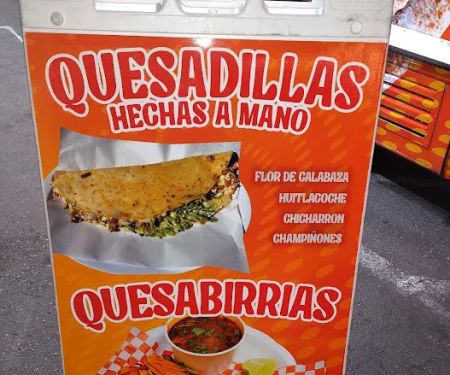 QUESADILLAS
HECHAS A MANO
FLOR DE CALABAZA
HUITLACOCHE
CHICHARRON
CHAMPIÑONES
QUESABIRRIAS